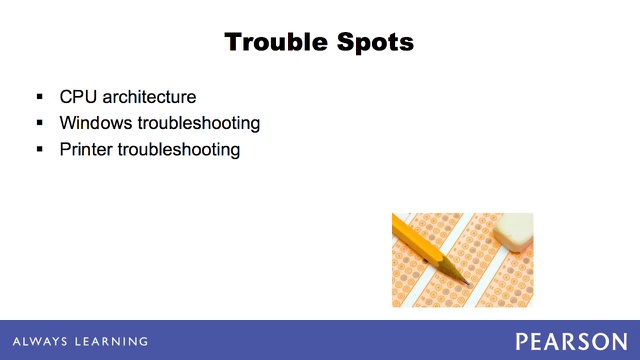 Trouble Spots
▪ CPU architecture
▪ Windows troubleshooting
▪ Printer troubleshooting
ALWAYS LEARNING
PEARSON